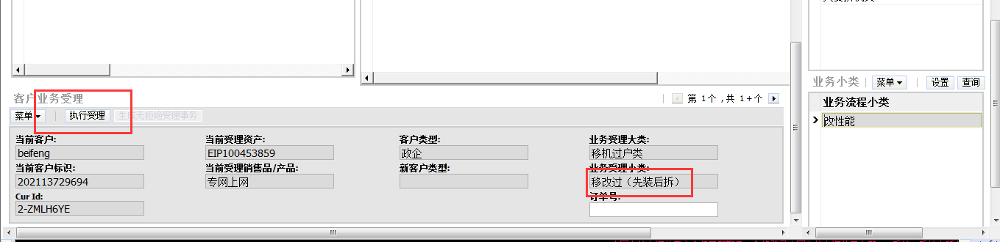 业务小类 菜单 设置 查询
客户业务受理 第 1个 ,共 1+个
业务流程小类
菜单 执行受理 生成无拒绝受理事务
改性能
当前客户: 当前受理资产: 客户类型: 业务受理大类:
beifeng EIP100453859 政企 移机过户类
当前客户标识: 当前受理销售品/产品: 新客户类型: 业务受理小类:
202113729694 专网上网 移改过（先装后拆）
Cur Id: 订单号:
2-ZMLH6YE